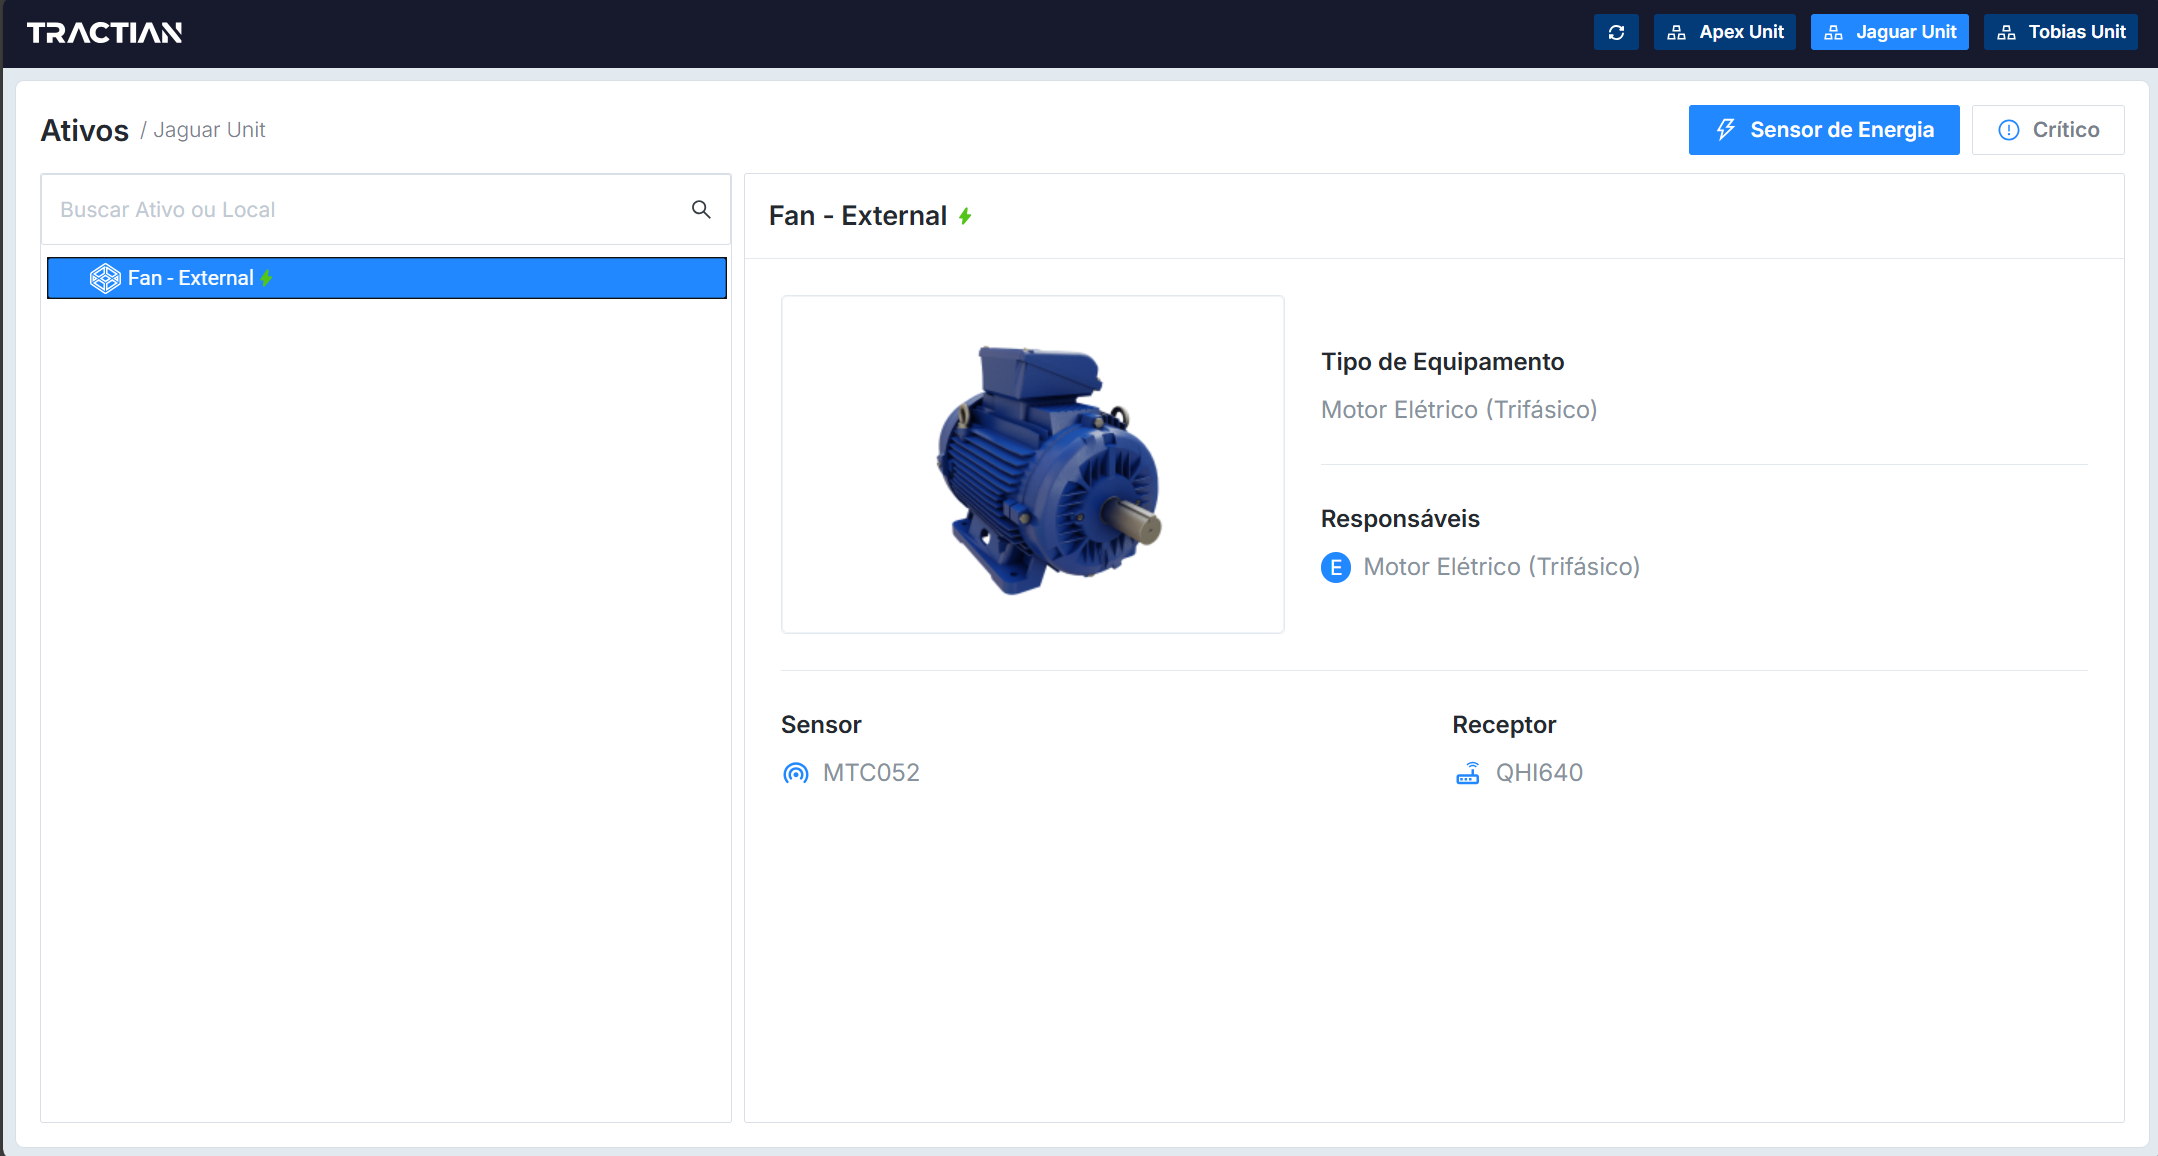 TRACTIAN
Apex Unit
Jaguar Unit
Tobias Unit
Ativos / Jaguar Unit
Sensor de Energia
Crítico
Buscar Ativo ou Local
Fan - External
Fan - External
Tipo de Equipamento
Motor Elétrico (Trifásico)
Responsáveis
E Motor Elétrico (Trifásico)
Sensor
MTC052
Receptor
QHI640